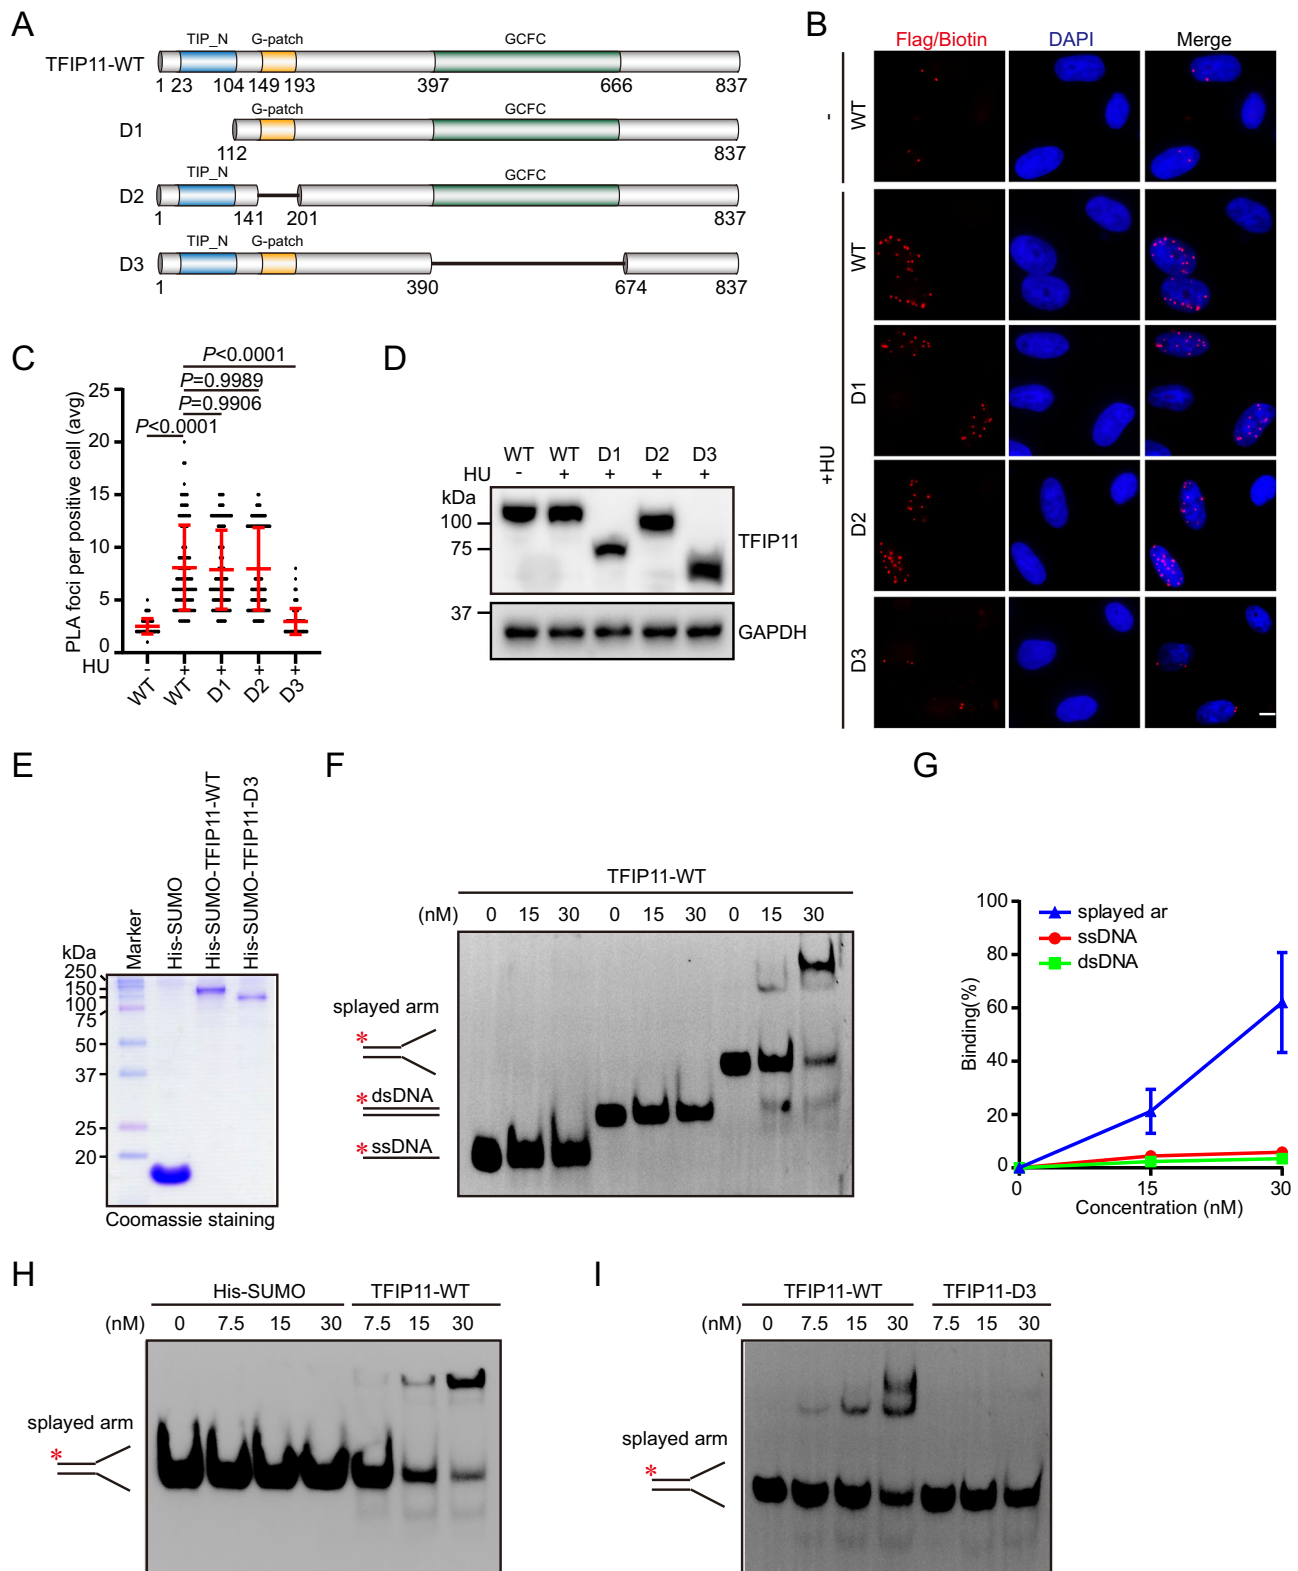 A
TIP_N G-patch GCFC
TFIP11-WT
1 23 104 149 193 397 666 837
G-patch GCFC
D1
112 837
TIP_N GCFC
D2
1 141 201 837
TIP_N G-patch
D3
1 390 674 837
B
Flag/Biotin DAPI Merge
- WT
+HU
WT
D1
D2
D3
C
P<0.0001
P=0.9989
P=0.9906
P<0.0001
PLA foci per positive cell (avg)
25
20
15
10
5
0
HU - + + + +
WT WT D1 D2 D3
D
WT WT D1 D2 D3
HU - + + + +
kDa
100
75
TFIP11
37
GAPDH
E
Marker
His-SUMO
His-SUMO-TFIP11-WT
His-SUMO-TFIP11-D3
kDa
250
150
100
75
50
37
25
20
Coomassie staining
F
TFIP11-WT
(nM) 0 15 30 0 15 30 0 15 30
splayed arm
*
* dsDNA
* ssDNA
G
100
80
60
40
20
0
Binding(%)
splayed ar
ssDNA
dsDNA
0 15 30
Concentration (nM)
H
His-SUMO TFIP11-WT
(nM) 0 7.5 15 30 7.5 15 30
splayed arm
*
I
TFIP11-WT TFIP11-D3
(nM) 0 7.5 15 30 7.5 15 30
splayed arm
*